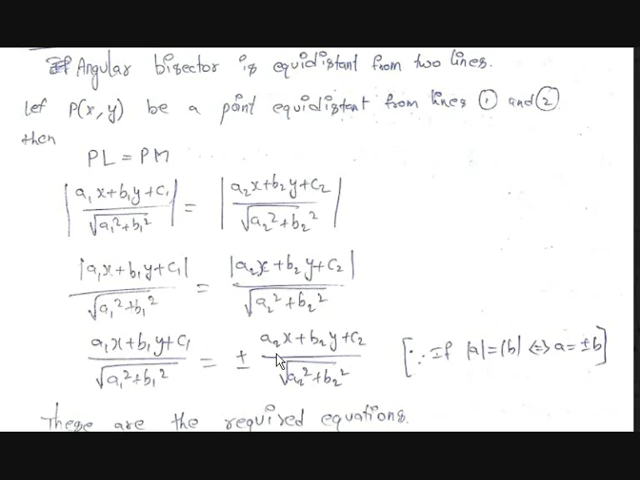 Angular bisector is equidistant from two lines.
Let P(x, y) be a point equidistant from lines ① and ②
then
PL = PM
|a₁x+b₁y+c₁ / √(a₁²+b₁²)| = |a₂x+b₂y+c₂ / √(a₂²+b₂²)|
|a₁x+b₁y+c₁| / √(a₁²+b₁²) = |a₂x+b₂y+c₂| / √(a₂²+b₂²)
a₁x+b₁y+c₁ / √(a₁²+b₁²) = ± a₂x+b₂y+c₂ / √(a₂²+b₂²) [∵ If |a|=|b| ⇔ a=±b]
These are the required equations.